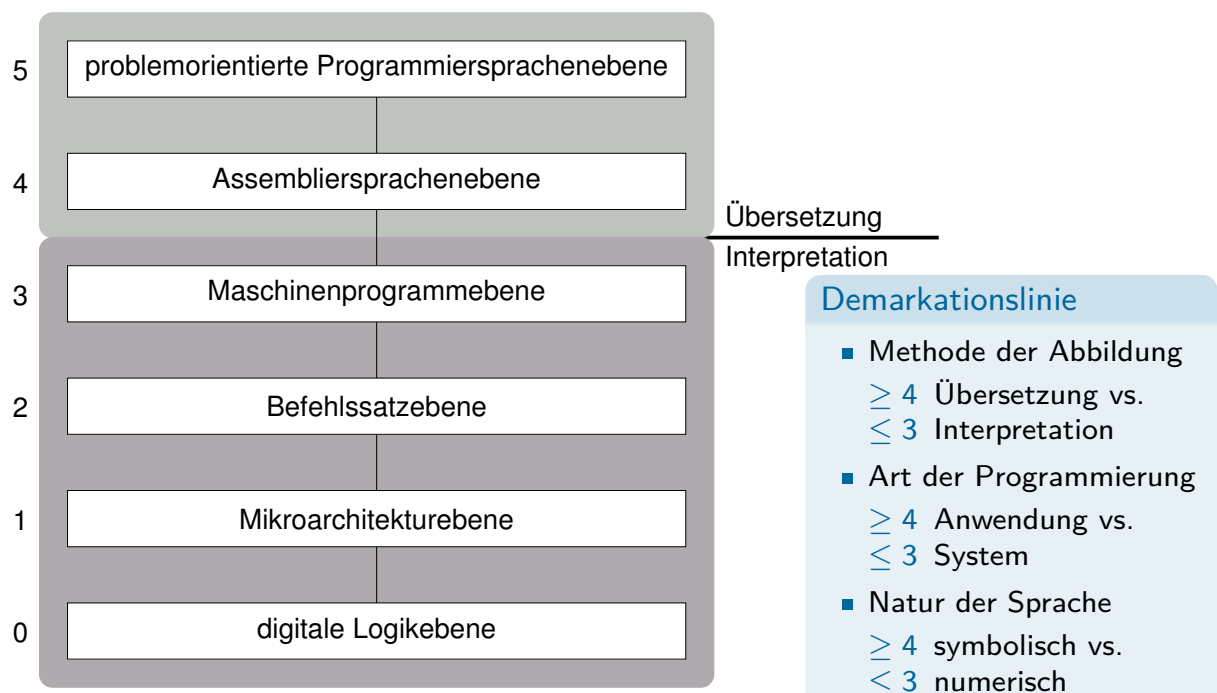 5 problemorientierte Programmiersprachenebene
4 Assembliersprachenebene
Übersetzung
Interpretation
3 Maschinenprogrammebene
2 Befehlssatzebene
1 Mikroarchitekturebene
0 digitale Logikebene
Demarkationslinie
Methode der Abbildung
≥ 4 Übersetzung vs.
≤ 3 Interpretation
Art der Programmierung
≥ 4 Anwendung vs.
≤ 3 System
Natur der Sprache
≥ 4 symbolisch vs.
≤ 3 numerisch